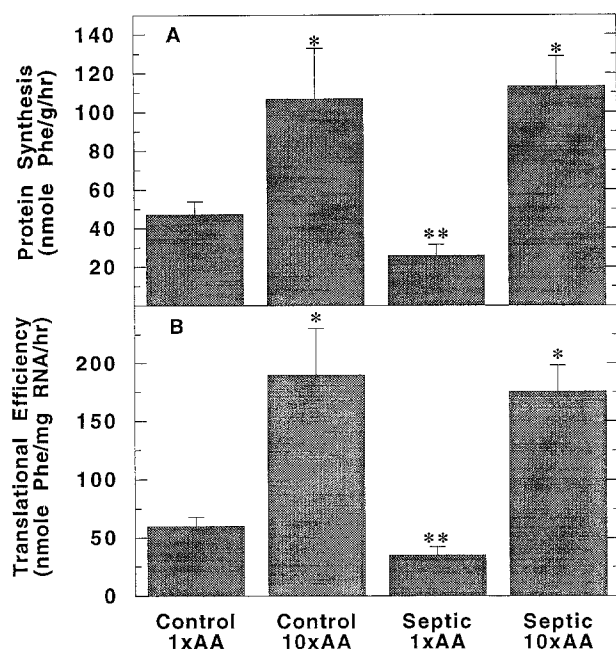 Protein Synthesis
(nmole Phe/g/hr)
140
120
100
80
60
40
20
A
*
**
*
Translational Efficiency
(nmole Phe/mg RNA/hr)
200
150
100
50
0
B
*
**
*
Control
1xAA
Control
10xAA
Septic
1xAA
Septic
10xAA